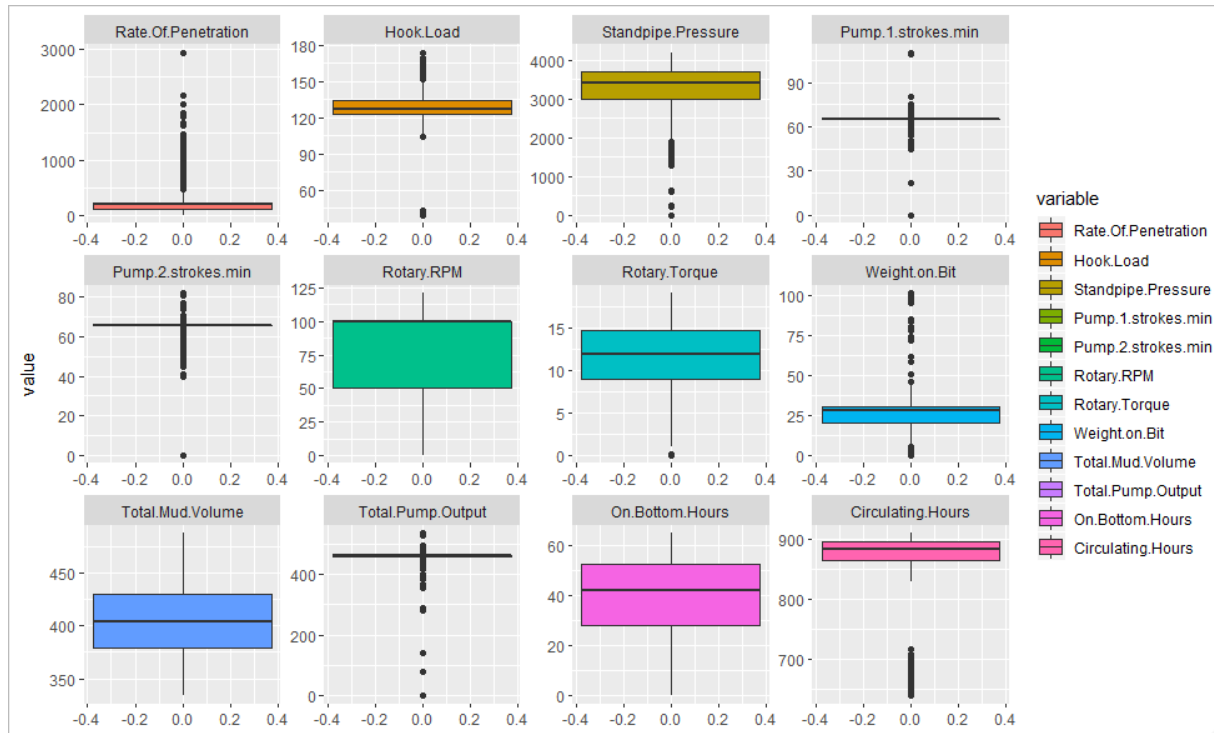 Rate.Of.Penetration Hook.Load Standpipe.Pressure Pump.1.strokes.min
3000
2000
1000
0
180
150
120
90
60
4000
3000
2000
1000
0
90
60
30
0
-0.4 -0.2 0.0 0.2 0.4 -0.4 -0.2 0.0 0.2 0.4 -0.4 -0.2 0.0 0.2 0.4 -0.4 -0.2 0.0 0.2 0.4
Pump.2.strokes.min Rotary.RPM Rotary.Torque Weight.on.Bit
80
60
40
20
0
125
100
75
50
25
0
15
10
5
0
100
75
50
25
0
-0.4 -0.2 0.0 0.2 0.4 -0.4 -0.2 0.0 0.2 0.4 -0.4 -0.2 0.0 0.2 0.4 -0.4 -0.2 0.0 0.2 0.4
Total.Mud.Volume Total.Pump.Output On.Bottom.Hours Circulating.Hours
450
400
350
400
200
0
60
40
20
0
900
800
700
-0.4 -0.2 0.0 0.2 0.4 -0.4 -0.2 0.0 0.2 0.4 -0.4 -0.2 0.0 0.2 0.4 -0.4 -0.2 0.0 0.2 0.4
value
variable
Rate.Of.Penetration
Hook.Load
Standpipe.Pressure
Pump.1.strokes.min
Pump.2.strokes.min
Rotary.RPM
Rotary.Torque
Weight.on.Bit
Total.Mud.Volume
Total.Pump.Output
On.Bottom.Hours
Circulating.Hours